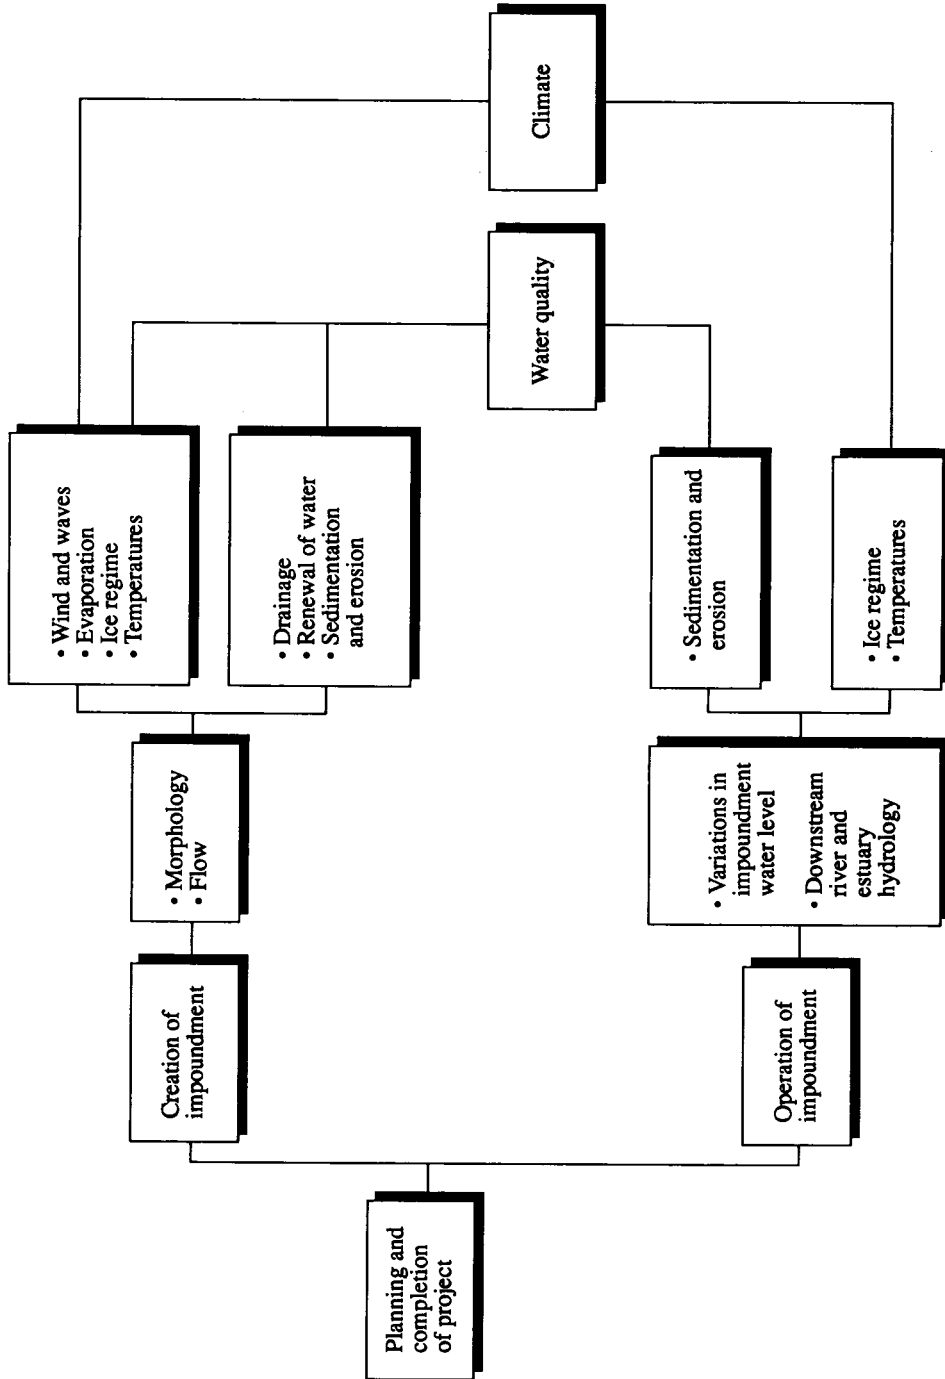 Planning and
completion
of project
Creation of
impoundment
• Morphology
• Flow
• Wind and waves
• Evaporation
• Ice regime
• Temperatures
• Drainage
• Renewal of water
• Sedimentation
and erosion
Water quality
Climate
Operation of
impoundment
• Variations in
impoundment
water level
• Downstream
river and
estuary
hydrology
• Sedimentation and
erosion
• Ice regime
• Temperatures